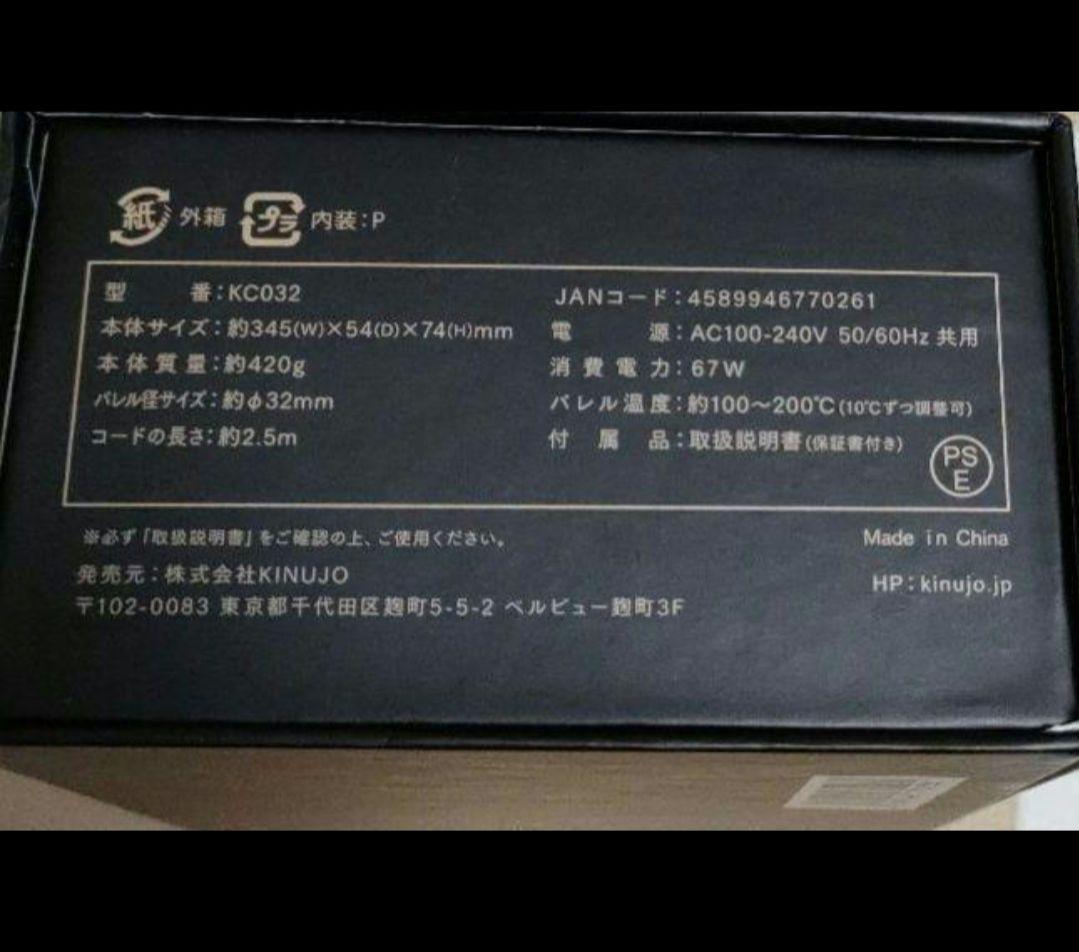 紙 外箱 プラ 内装:P
型 番:KC032
本体サイズ:約345(W)×54(D)×74(H)mm
本体質量:約420g
バレル径サイズ:約φ32mm
コードの長さ:約2.5m
JANコード:4589946770261
電 源:AC100-240V 50/60Hz 共用
消費電力:67W
バレル温度:約100〜200℃(10℃ずつ調整可)
付 属 品:取扱説明書(保証書付き)
PS
E
※必ず「取扱説明書」をご確認の上、ご使用ください。
発売元:株式会社KINUJO
〒102-0083 東京都千代田区麹町5-5-2 ベルビュー麹町3F
Made in China
HP:kinujo.jp